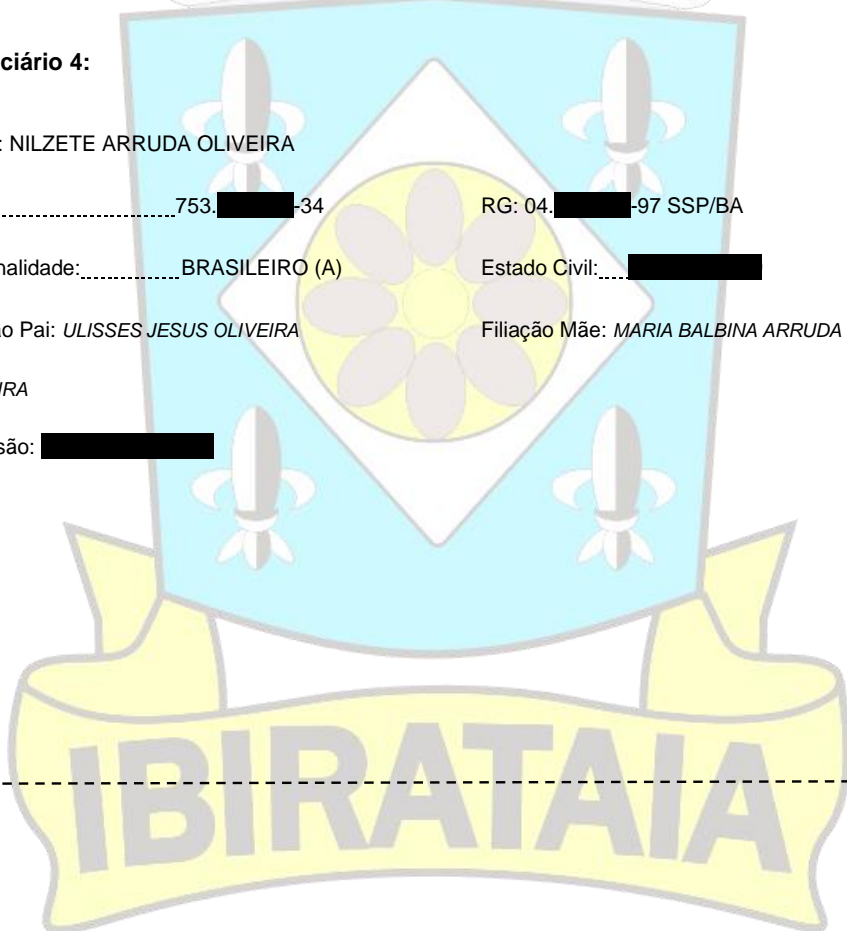 ciário 4:
: NILZETE ARRUDA OLIVEIRA
753. -34 RG: 04. -97 SSP/BA
nalidade: BRASILEIRO (A) Estado Civil:
o Pai: ULISSES JESUS OLIVEIRA Filiação Mãe: MARIA BALBINA ARRUDA
IRA
são:
IBIRATAIA